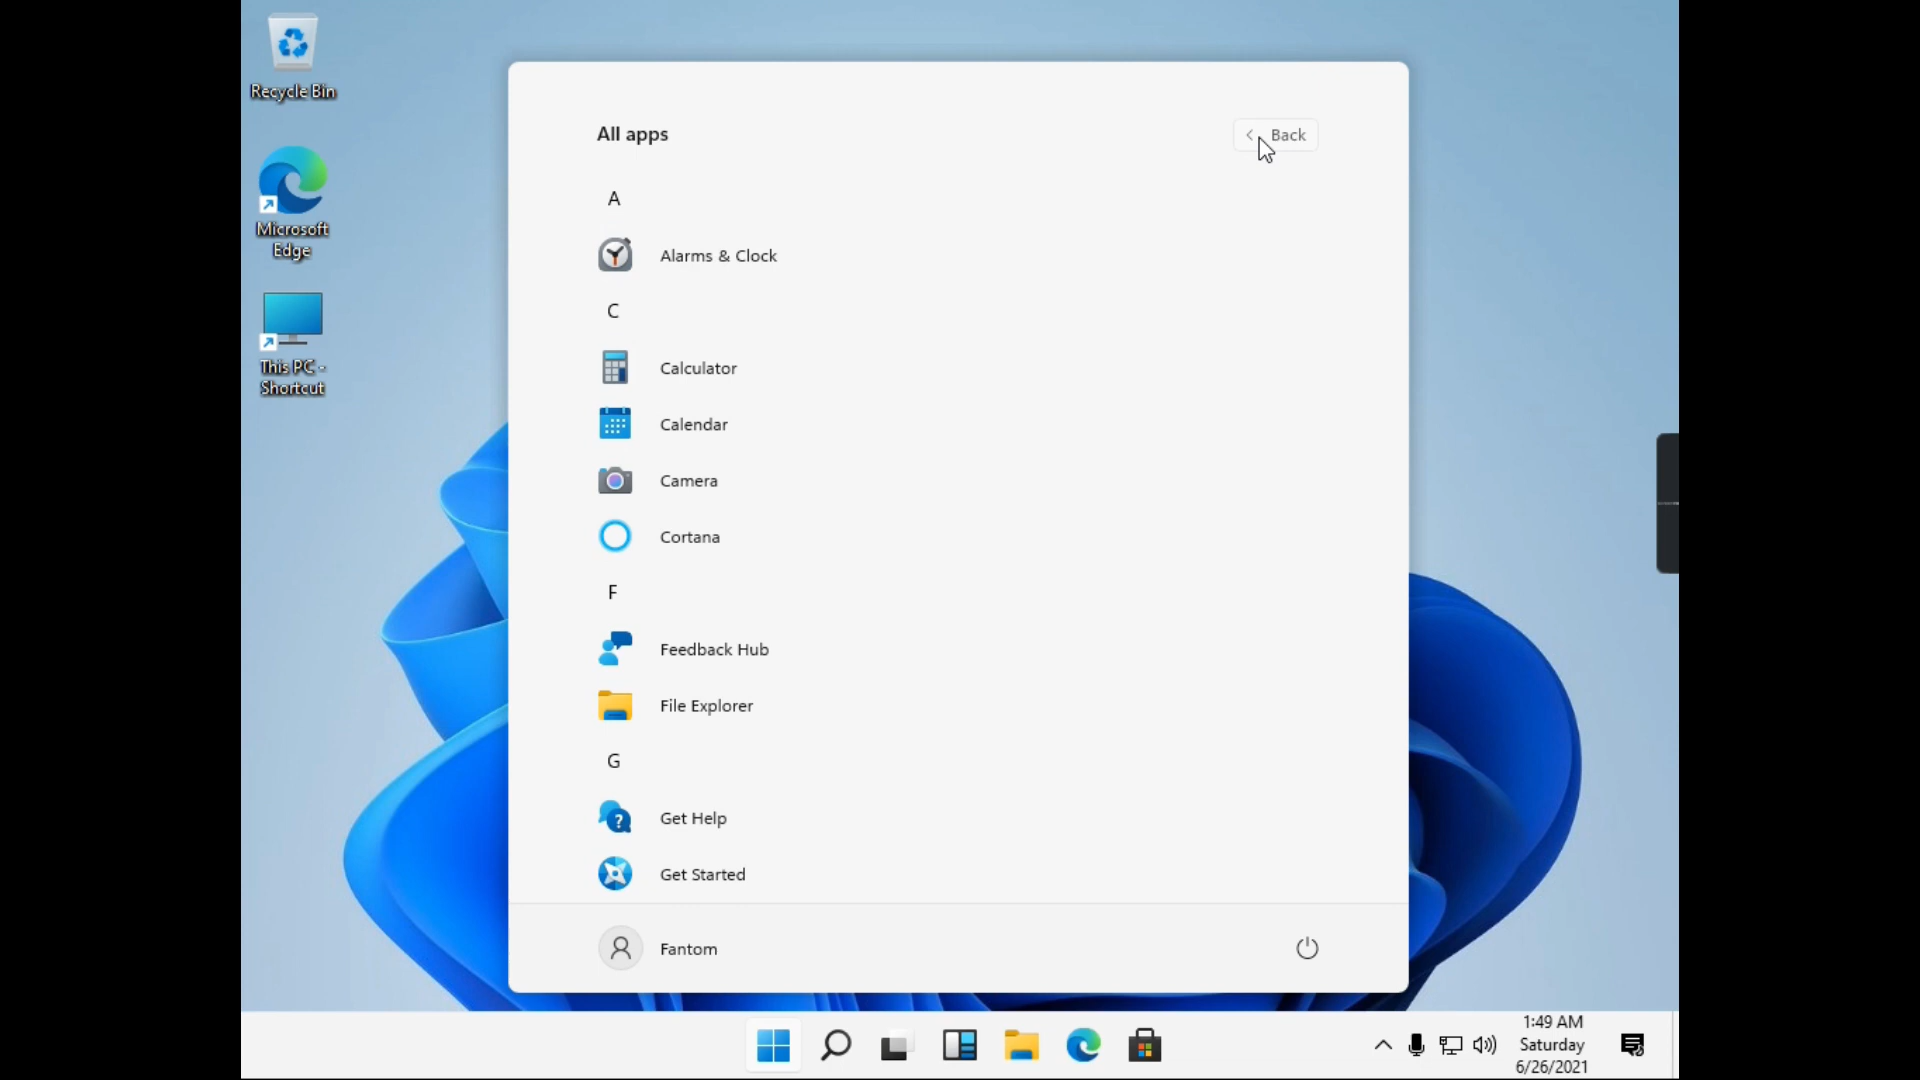 Recycle Bin
Microsoft
Edge
This PC -
Shortcut
All apps
Back
A
Alarms & Clock
C
Calculator
Calendar
Camera
Cortana
F
Feedback Hub
File Explorer
G
Get Help
Get Started
Fantom
1:49 AM
Saturday
6/26/2021